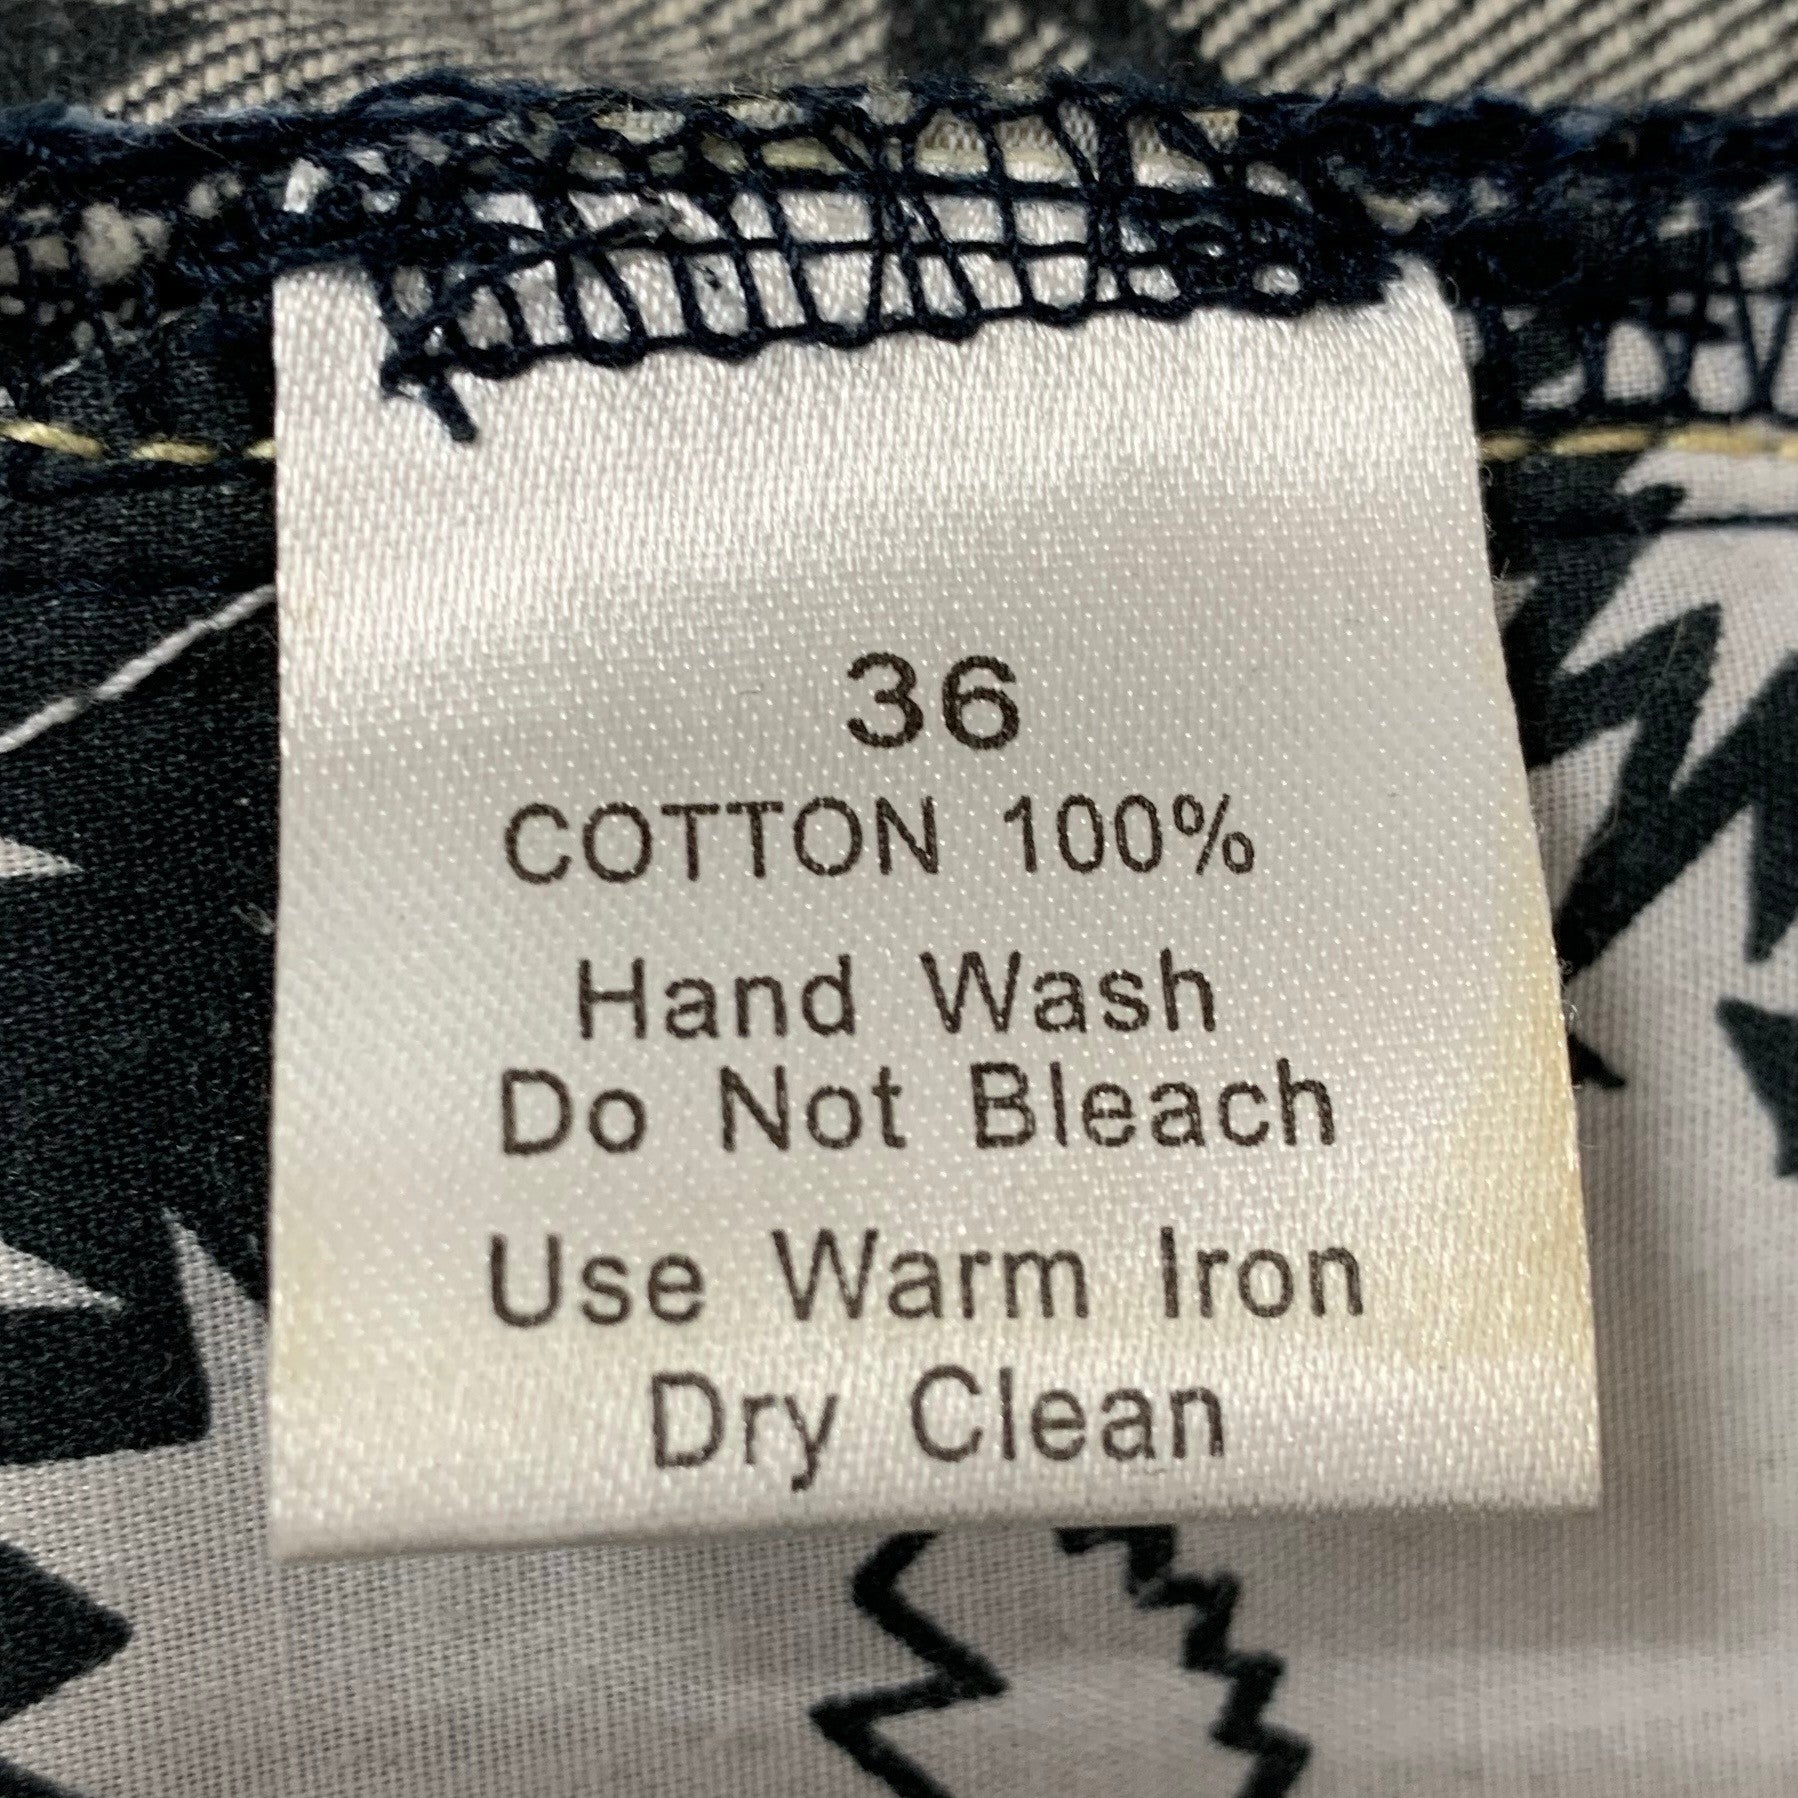 36
COTTON 100%
Hand Wash
Do Not Bleach
Use Warm Iron
Dry Clean